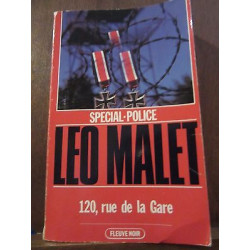 SPECIAL-POLICE
LEO MALET
120, rue de la Gare
FLEUVE NOIR